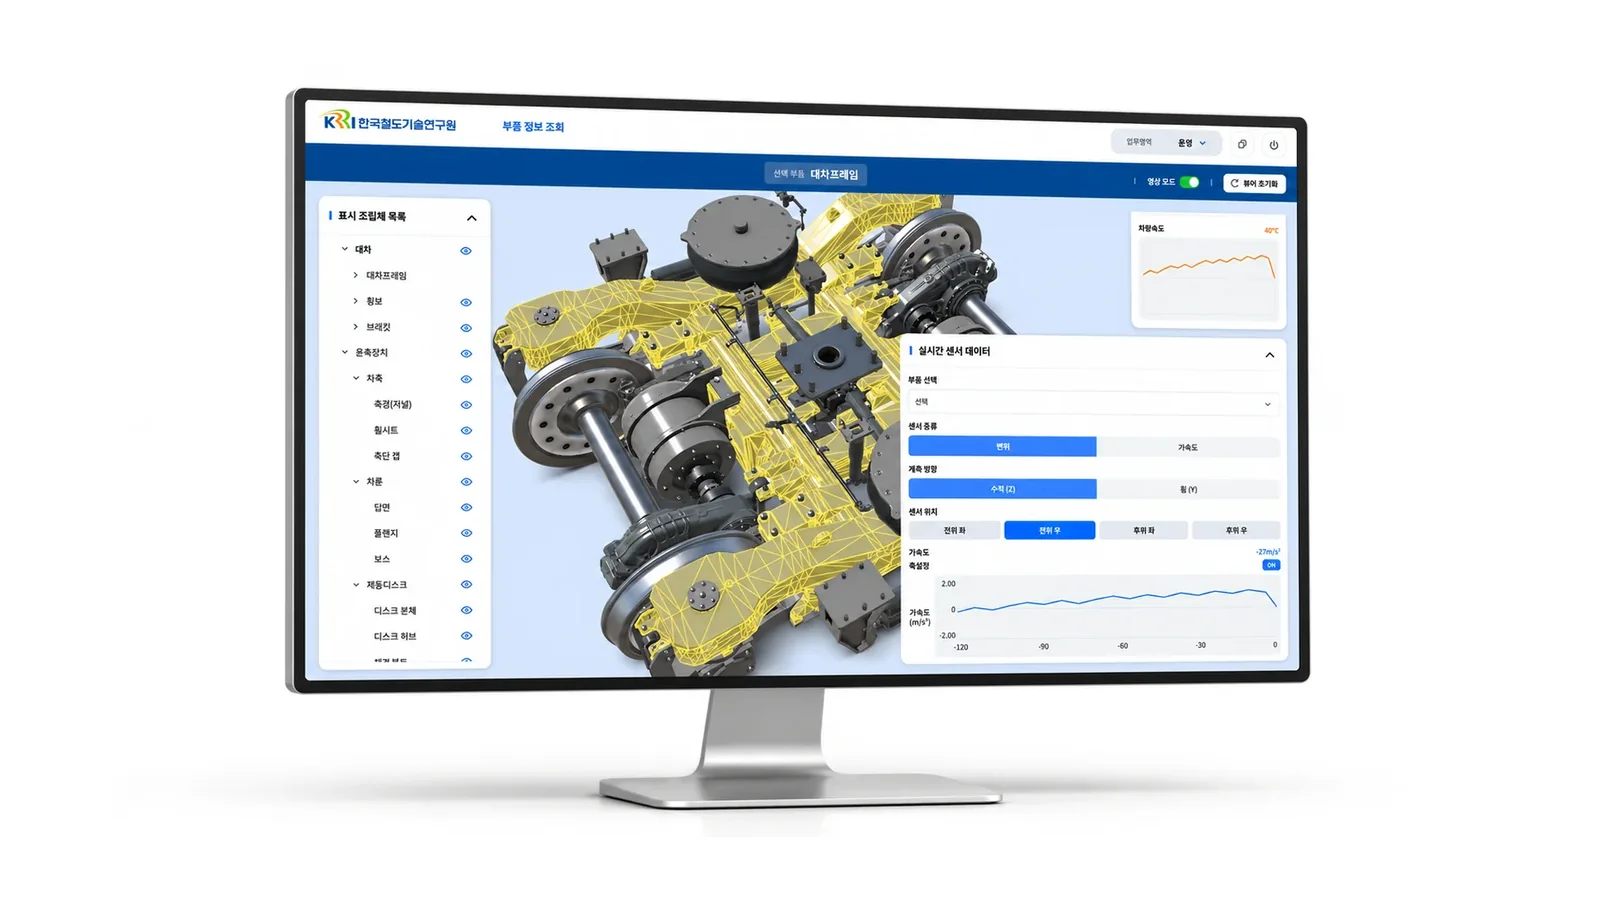 KRRI 한국철도기술연구원
부품 정보 조회
업무영역 운영
선택 부품 대차프레임
영상 모드
뷰어 초기화
표시 조립체 목록
대차
대차프레임
횡보
브래킷
윤축장치
차축
축경(저널)
휠시트
축단 캡
차륜
답면
플랜지
보스
제동디스크
디스크 본체
디스크 허브
체결 볼트
차량속도 40°C
실시간 센서 데이터
부품 선택
선택
센서 종류
변위 가속도
계측 방향
수직 (Z) 횡 (Y)
센서 위치
전위 좌 전위 우 후위 좌 후위 우
가속도 -27m/s²
축설정 ON
2.00
0
-2.00
가속도
(m/s²)
-120 -90 -60 -30 0